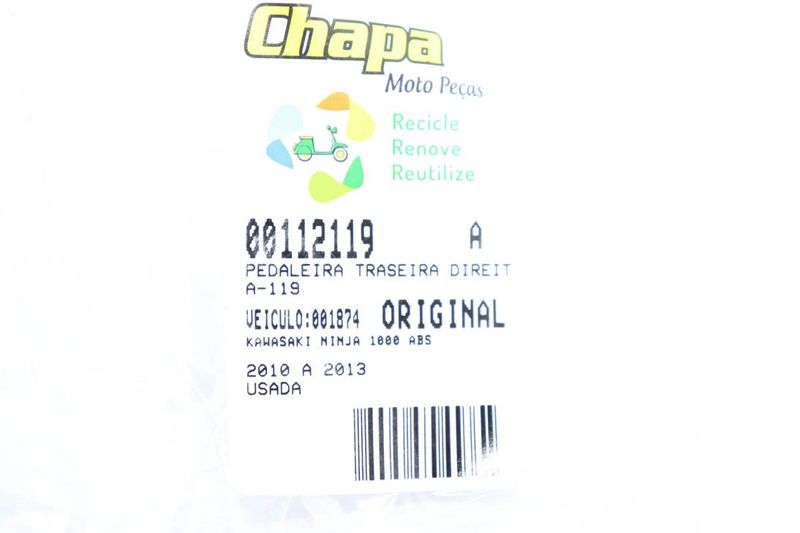 Chapa
Moto Peças
Recicle
Renove
Reutilize
00112119 A
PEDALEIRA TRASEIRA DIREIT
A-119
VEICULO:001874 ORIGINAL
KAWASAKI NINJA 1000 ABS
2010 A 2013
USADA